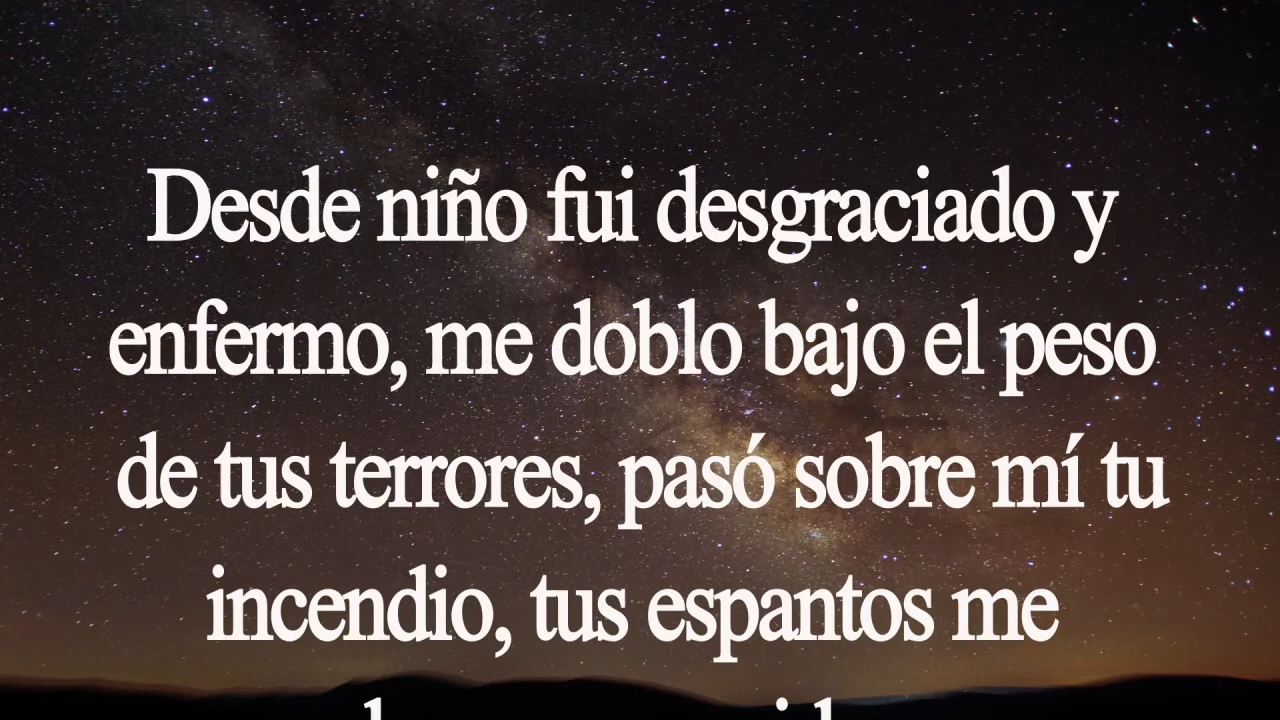 Desde niño fui desgraciado y
enfermo, me doblo bajo el peso
de tus terrores, pasó sobre mí tu
incendio, tus espantos me